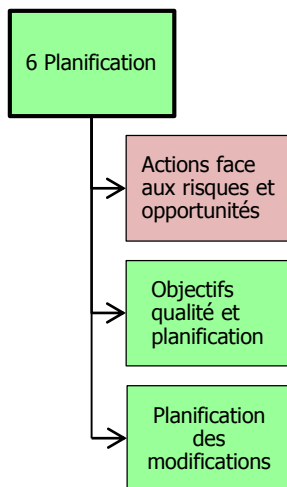 6 Planification
Actions face
aux risques et
opportunités
Objectifs
qualité et
planification
Planification
des
modifications